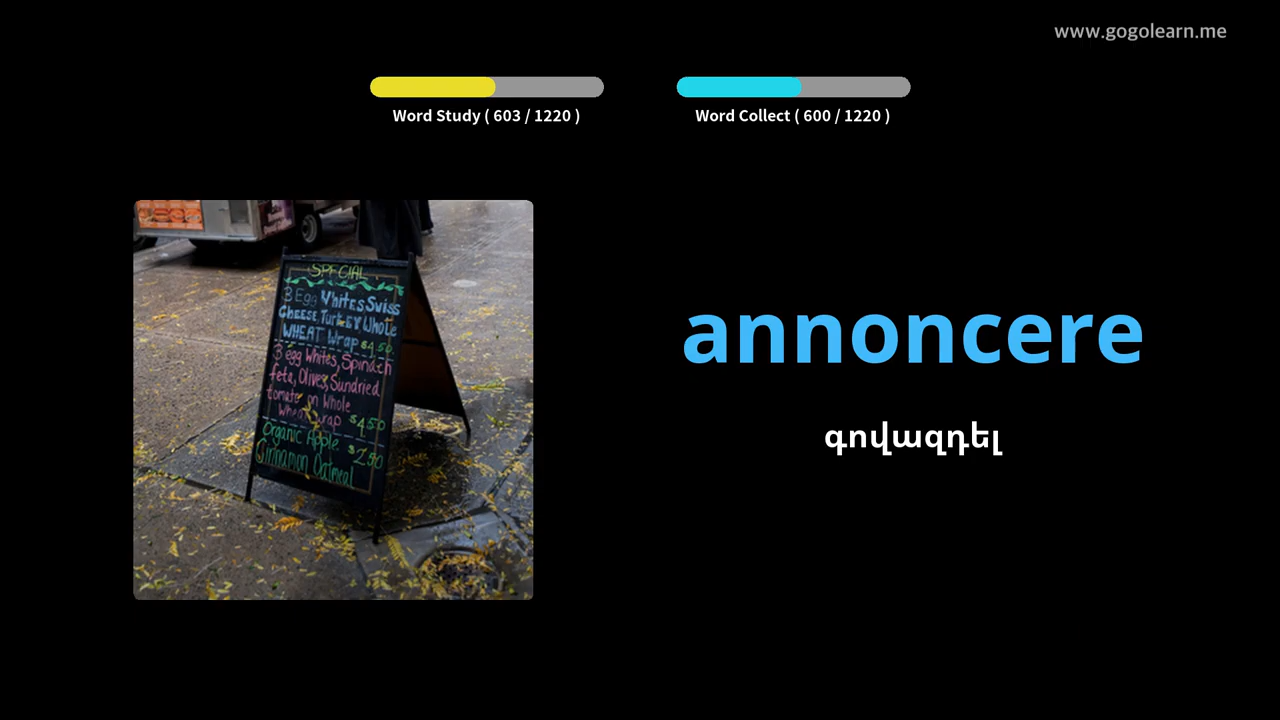 www.gogolearn.me
Word Study ( 603 / 1220 )
Word Collect ( 600 / 1220 )
SPECIAL
3 Egg Whites Swiss
Cheese, Turkey Whole
WHEAT Wrap $4.50
3 egg Whites, Spinach
feta, Olives, Sundried
tomato on Whole
Wheat Wrap $4.50
Organic Apple
Cinnamon Oatmeal $2.50
annoncere
գովազդել